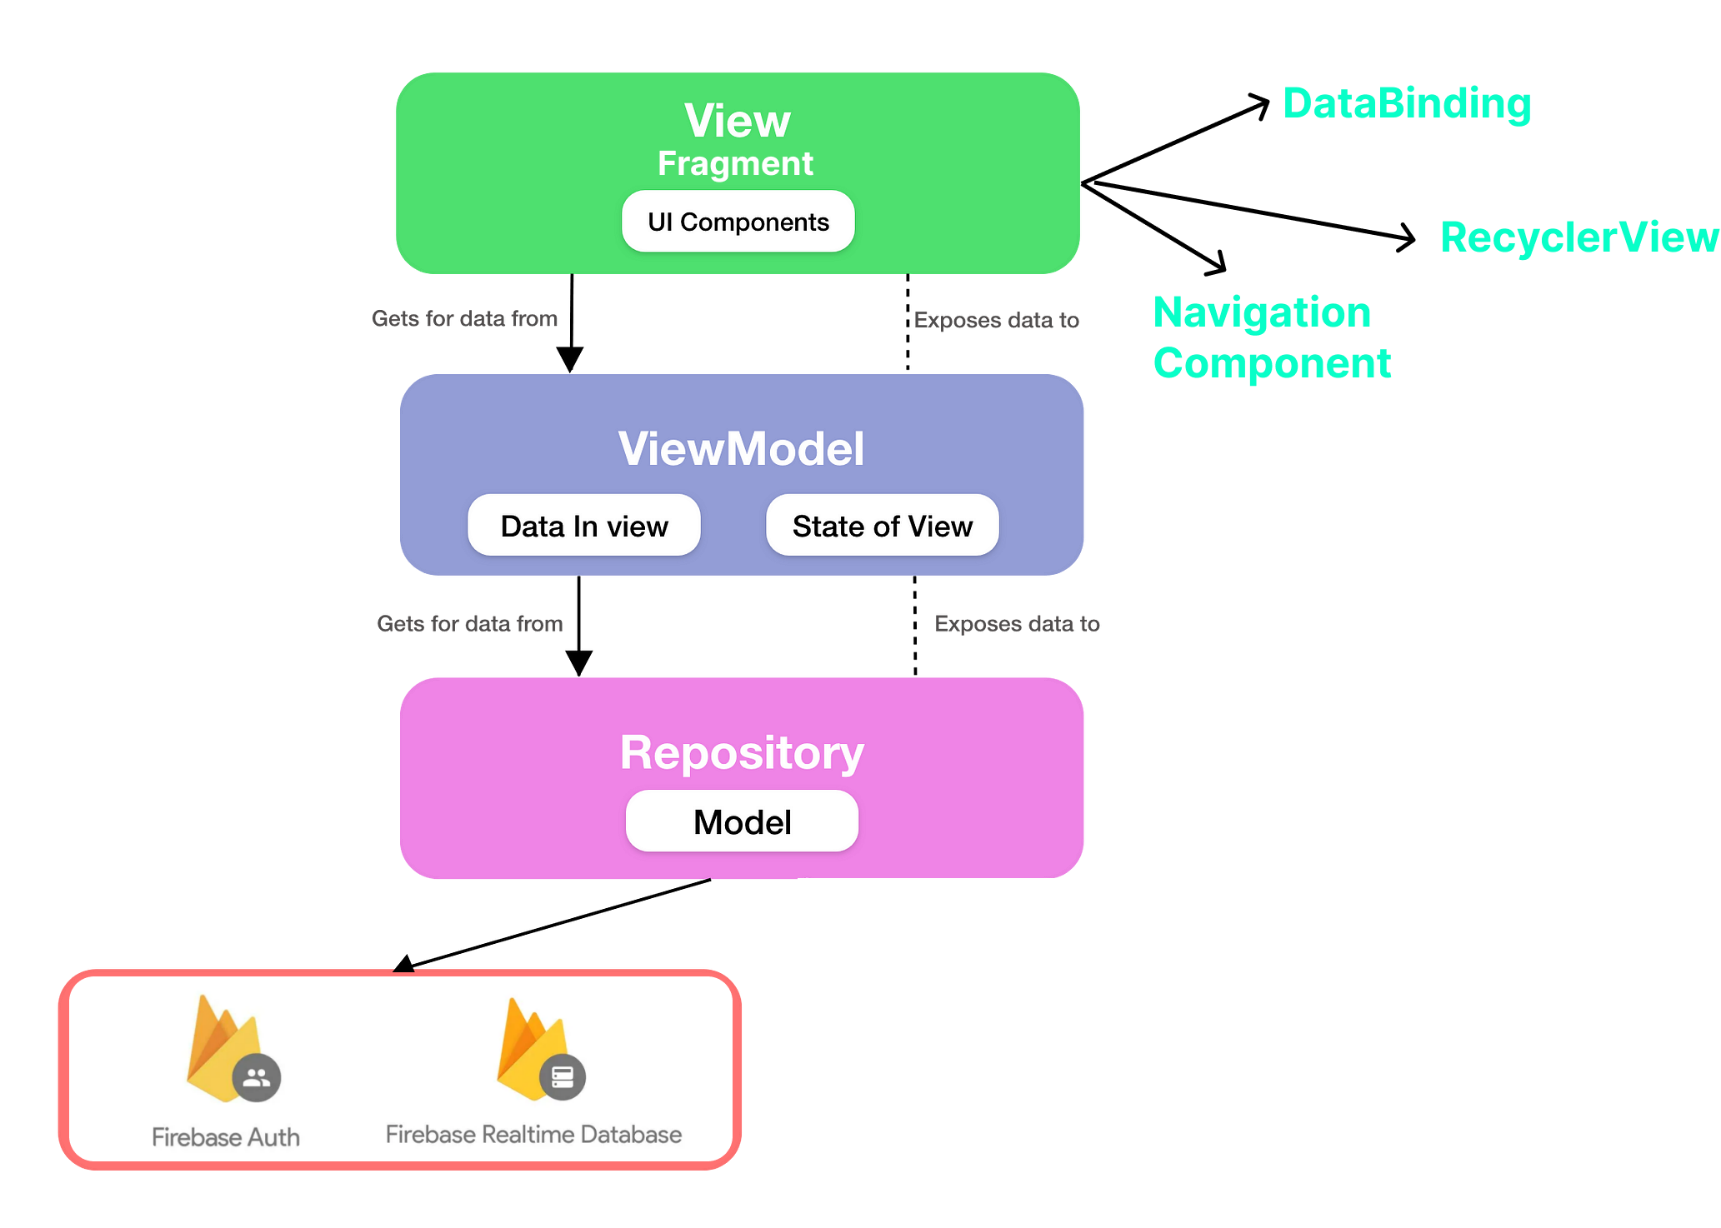 View
Fragment
UI Components
DataBinding
RecyclerView
Navigation
Component
Gets for data from
Exposes data to
ViewModel
Data In view
State of View
Gets for data from
Exposes data to
Repository
Model
Firebase Auth
Firebase Realtime Database